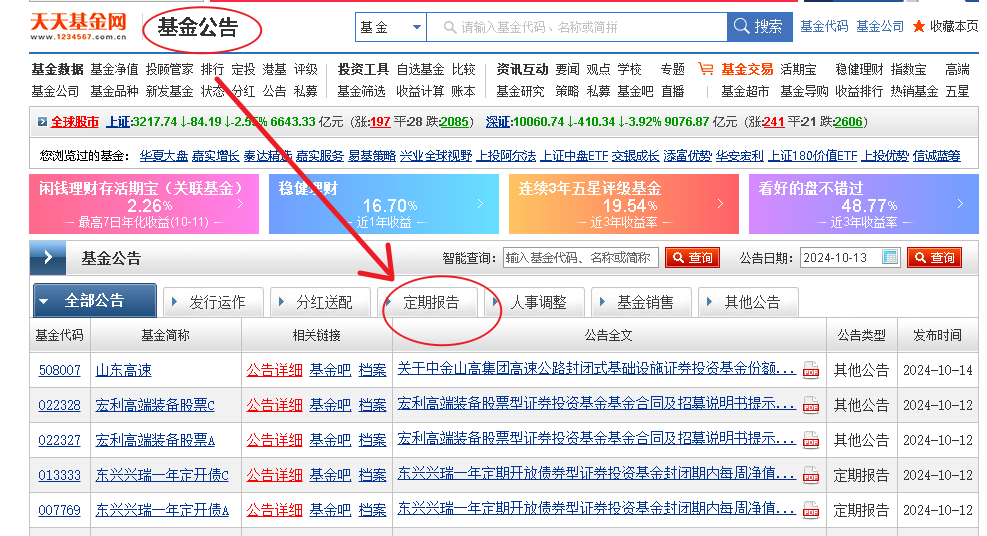 天天基金网
www.1234567.com.cn
基金公告
基金
请输入基金代码、名称或简拼
搜索
基金代码 基金公司 ★ 收藏本页
基金数据 基金净值 投顾管家 排行 定投 港基 评级
基金公司 基金品种 新发基金 状态 分红 公告 私募
投资工具 自选基金 比较
基金筛选 收益计算 账本
资讯互动 要闻 观点 学校 专题
基金研究 策略 私募 基金吧 直播
基金交易 活期宝 稳健理财 指数宝 高端
基金超市 基金导购 收益排行 热销基金 五星
全球股市 上证:3217.74↓-84.19↓-2.55% 6643.33 亿元 (涨:197 平:28 跌:2085) 深证:10060.74↓-410.34↓-3.92% 9076.87 亿元 (涨:241 平:21 跌:2606)
您浏览过的基金: 华夏大盘 嘉实增长 泰达精选 嘉实服务 易基策略 兴业全球视野 上投阿尔法 上证中盘ETF 交银成长 添富优势 华安宏利 上证180价值ETF 上投优势 信诚蓝筹
闲钱理财存活期宝(关联基金)
2.26%
最高7日年化收益(10-11)
稳健理财
16.70%
近1年收益
连续3年五星评级基金
19.54%
近3年收益率
看好的盘不错过
48.77%
近3年收益率
基金公告
智能查询:
输入基金代码、名称或简称
查询
公告日期:
2024-10-13
查询
全部公告 发行运作 分红送配 定期报告 人事调整 基金销售 其他公告
基金代码 基金简称 相关链接 公告全文 公告类型 发布时间
508007 山东高速 公告详细 基金吧 档案 关于中金山高集团高速公路封闭式基础设施证券投资基金份额... PDF 其他公告 2024-10-14
022328 宏利高端装备股票C 公告详细 基金吧 档案 宏利高端装备股票型证券投资基金基金合同及招募说明书提示... PDF 其他公告 2024-10-12
022327 宏利高端装备股票A 公告详细 基金吧 档案 宏利高端装备股票型证券投资基金基金合同及招募说明书提示... PDF 其他公告 2024-10-12
013333 东兴兴瑞一年定开债C 公告详细 基金吧 档案 东兴兴瑞一年定期开放债券型证券投资基金封闭期内每周净值... PDF 定期报告 2024-10-12
007769 东兴兴瑞一年定开债A 公告详细 基金吧 档案 东兴兴瑞一年定期开放债券型证券投资基金封闭期内每周净值... PDF 定期报告 2024-10-12